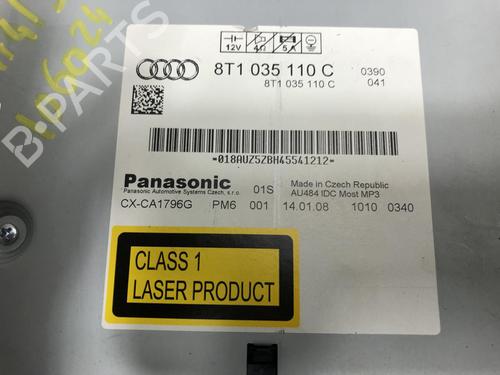 12V 4Ω 5A
8T1 035 110 C 0390
8T1 035 110 C 041
*018AUZ5ZBH45541212*
Panasonic
Panasonic Automotive Systems Czech, s.r.o.
01S Made in Czech Republic
AU484 IDC Most MP3
CX-CA1796G PM6 001 14.01.08 1010 0340
CLASS 1
LASER PRODUCT
B-PARTS